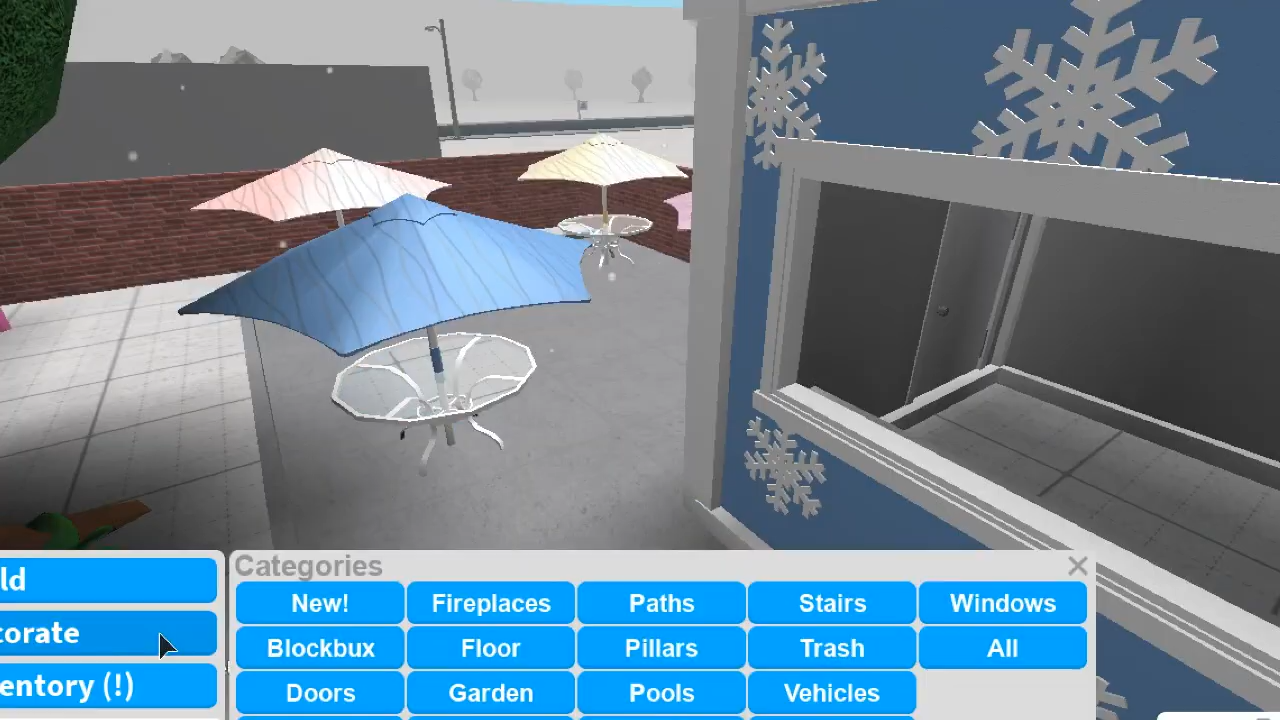 ld
corate
entory (!)
Categories
New! Fireplaces Paths Stairs Windows
Blockbux Floor Pillars Trash All
Doors Garden Pools Vehicles